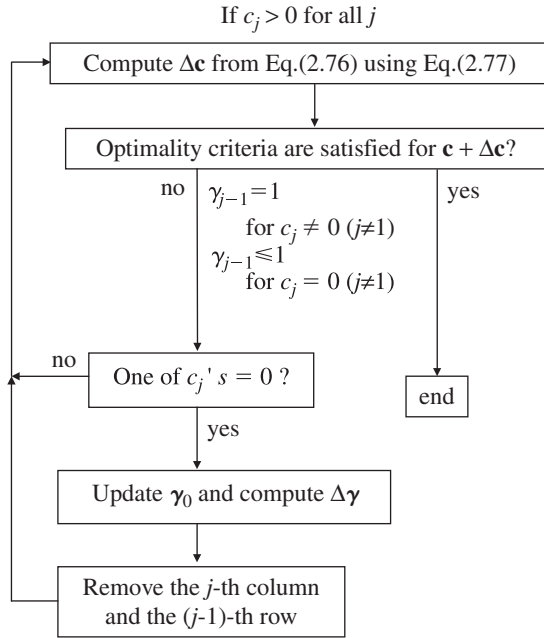 If c_j > 0 for all j
Compute Δc from Eq.(2.76) using Eq.(2.77)
Optimality criteria are satisfied for c + Δc?
no
yes
γ_{j−1} = 1
for c_j ≠ 0 (j≠1)
γ_{j−1} ⩽ 1
for c_j = 0 (j≠1)
no
One of c_j' s = 0 ?
end
yes
Update γ_0 and compute Δγ
Remove the j-th column
and the (j-1)-th row